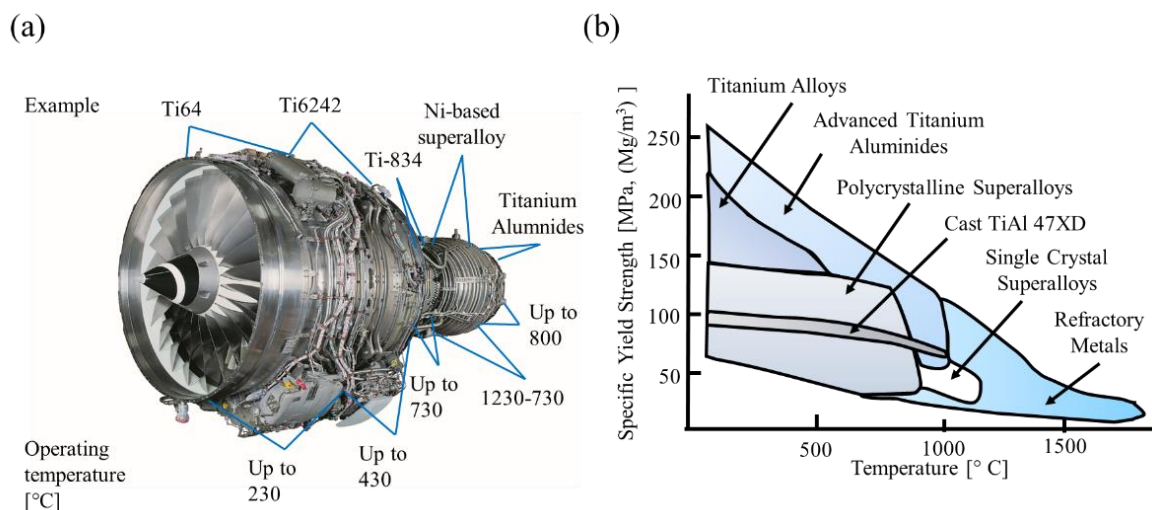 (a)
Example
Ti64
Ti6242
Ti-834
Ni-based
superalloy
Titanium
Alumnides
Up to
800
1230-730
Up to
730
Up to
430
Up to
230
Operating
temperature
[°C]
(b)
Specific Yield Strength [MPa, (Mg/m³) ]
250
200
150
100
50
Titanium Alloys
Advanced Titanium
Aluminides
Polycrystalline Superalloys
Cast TiAl 47XD
Single Crystal
Superalloys
Refractory
Metals
500
1000
1500
Temperature [° C]